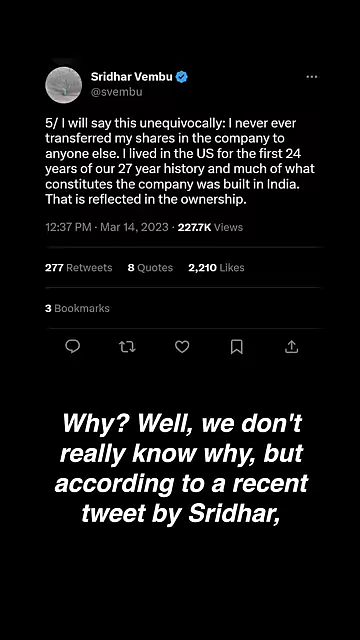 Sridhar Vembu
@svembu
5/ I will say this unequivocally: I never ever
transferred my shares in the company to
anyone else. I lived in the US for the first 24
years of our 27 year history and much of what
constitutes the company was built in India.
That is reflected in the ownership.
12:37 PM · Mar 14, 2023 · 227.7K Views
277 Retweets 8 Quotes 2,210 Likes
3 Bookmarks
Why? Well, we don't
really know why, but
according to a recent
tweet by Sridhar,